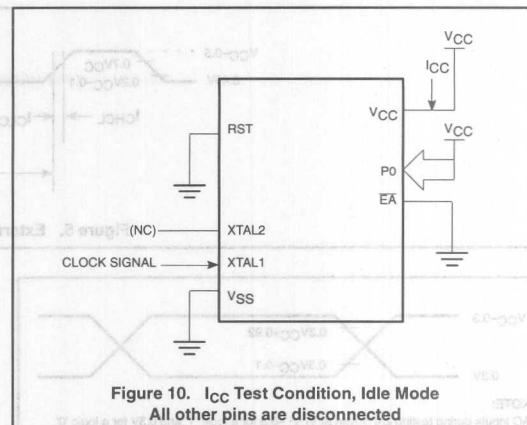 VCC
ICC
VCC
VCC
RST
P0
EA
(NC)
XTAL2
CLOCK SIGNAL
XTAL1
VSS
Figure 10. ICC Test Condition, Idle Mode
All other pins are disconnected